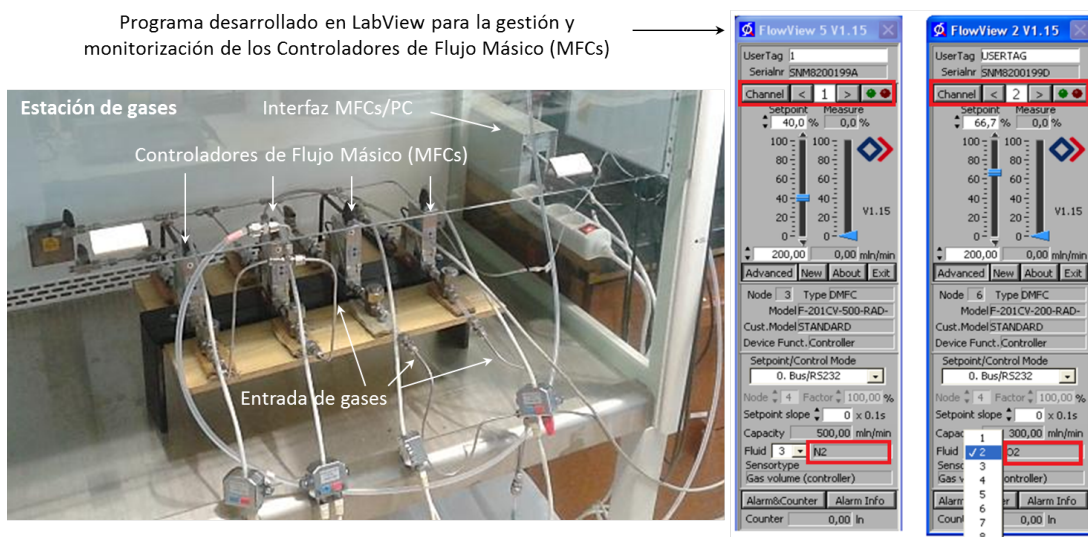 Programa desarrollado en LabView para la gestión y
monitorización de los Controladores de Flujo Másico (MFCs)
Estación de gases
Interfaz MFCs/PC
Controladores de Flujo Másico (MFCs)
Entrada de gases
FlowView 5 V1.15
UserTag 1
Serialnr SNM8200199A
Channel < 1 >
Setpoint Measure
40,0 % 0,0 %
100 100
80 80
60 60
40 40
20 20
0 0
V1.15
200,00 0,00 mln/min
Advanced New About Exit
Node 3 Type DMFC
Model F-201CV-500-RAD-
Cust.Model STANDARD
Device Funct. Controller
Setpoint/Control Mode
0. Bus/RS232
Node 4 Factor 100,00 %
Setpoint slope 0 x 0.1s
Capacity 500,00 mln/min
Fluid 3 N2
Sensortype
Gas volume (controller)
Alarm&Counter Alarm Info
Counter 0,00 ln
FlowView 2 V1.15
UserTag USERTAG
Serialnr SNM8200199D
Channel < 2 >
Setpoint Measure
66,7 % 0,0 %
100 100
80 80
60 60
40 40
20 20
0 0
V1.15
200,00 0,00 mln/min
Advanced New About Exit
Node 6 Type DMFC
Model F-201CV-200-RAD-
Cust.Model STANDARD
Device Funct. Controller
Setpoint/Control Mode
0. Bus/RS232
Node 4 Factor 100,00 %
Setpoint slope 0 x 0.1s
Capac 300,00 mln/min
Fluid O2
1
✓ 2
3
4
5
6
7
8
Senso
Gas v ontroller)
Alarm r Alarm Info
Coun 0,00 ln